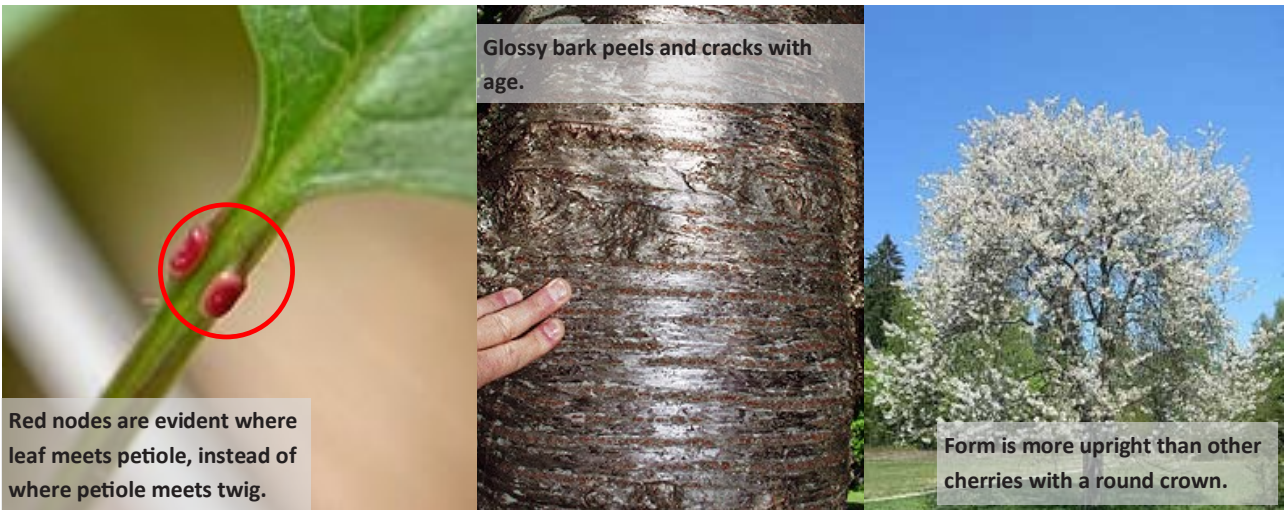 Red nodes are evident where
leaf meets petiole, instead of
where petiole meets twig.
Glossy bark peels and cracks with
age.
Form is more upright than other
cherries with a round crown.